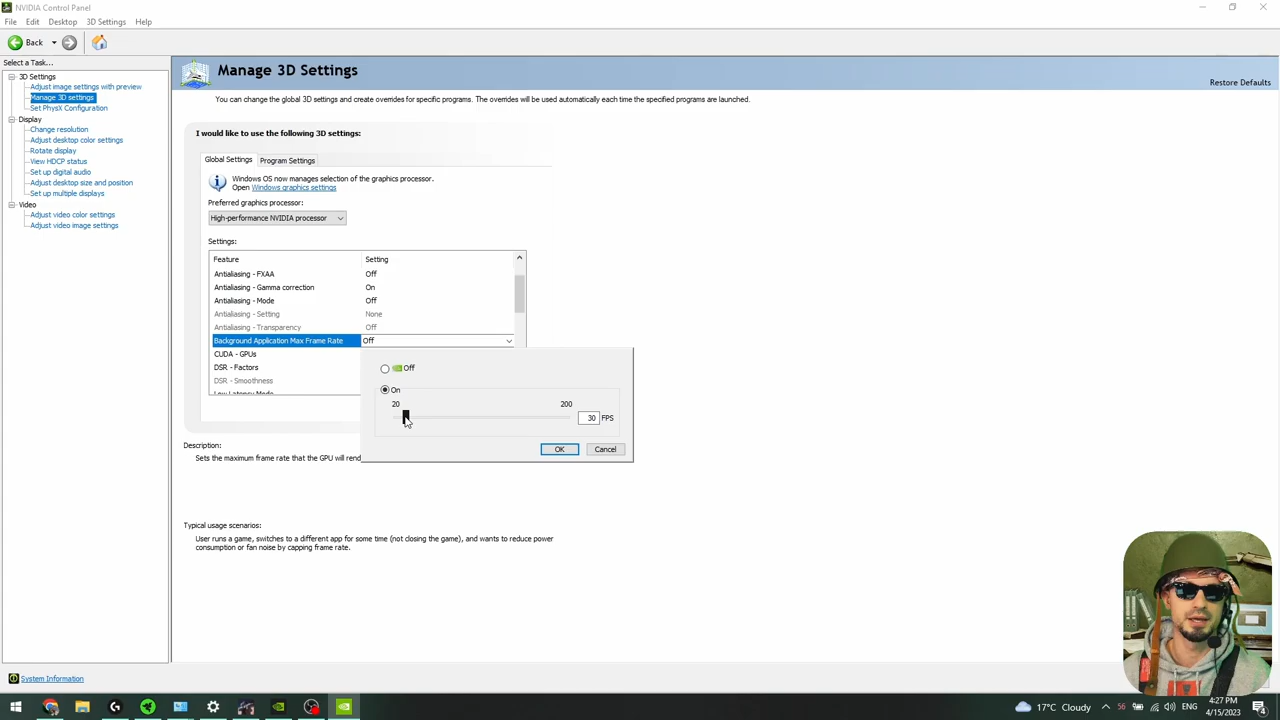 NVIDIA Control Panel
File Edit Desktop 3D Settings Help
Back
Select a Task...
3D Settings
Adjust image settings with preview
Manage 3D settings
Set PhysX Configuration
Display
Change resolution
Adjust desktop color settings
Rotate display
View HDCP status
Set up digital audio
Adjust desktop size and position
Set up multiple displays
Video
Adjust video color settings
Adjust video image settings
System Information
Manage 3D Settings
Restore Defaults
You can change the global 3D settings and create overrides for specific programs. The overrides will be used automatically each time the specified programs are launched.
I would like to use the following 3D settings:
Global Settings Program Settings
Windows OS now manages selection of the graphics processor.
Open Windows graphics settings
Preferred graphics processor:
High-performance NVIDIA processor
Settings:
Feature Setting
Antialiasing - FXAA Off
Antialiasing - Gamma correction On
Antialiasing - Mode Off
Antialiasing - Setting None
Antialiasing - Transparency Off
Background Application Max Frame Rate Off
CUDA - GPUs
DSR - Factors
DSR - Smoothness
Low Latency Mode
Off
On
20 200
30 FPS
OK Cancel
Description:
Sets the maximum frame rate that the GPU will rend
Typical usage scenarios:
User runs a game, switches to a different app for some time (not closing the game), and wants to reduce power
consumption or fan noise by capping frame rate.
17°C Cloudy 56 ENG 4:27 PM
4/15/2023
4